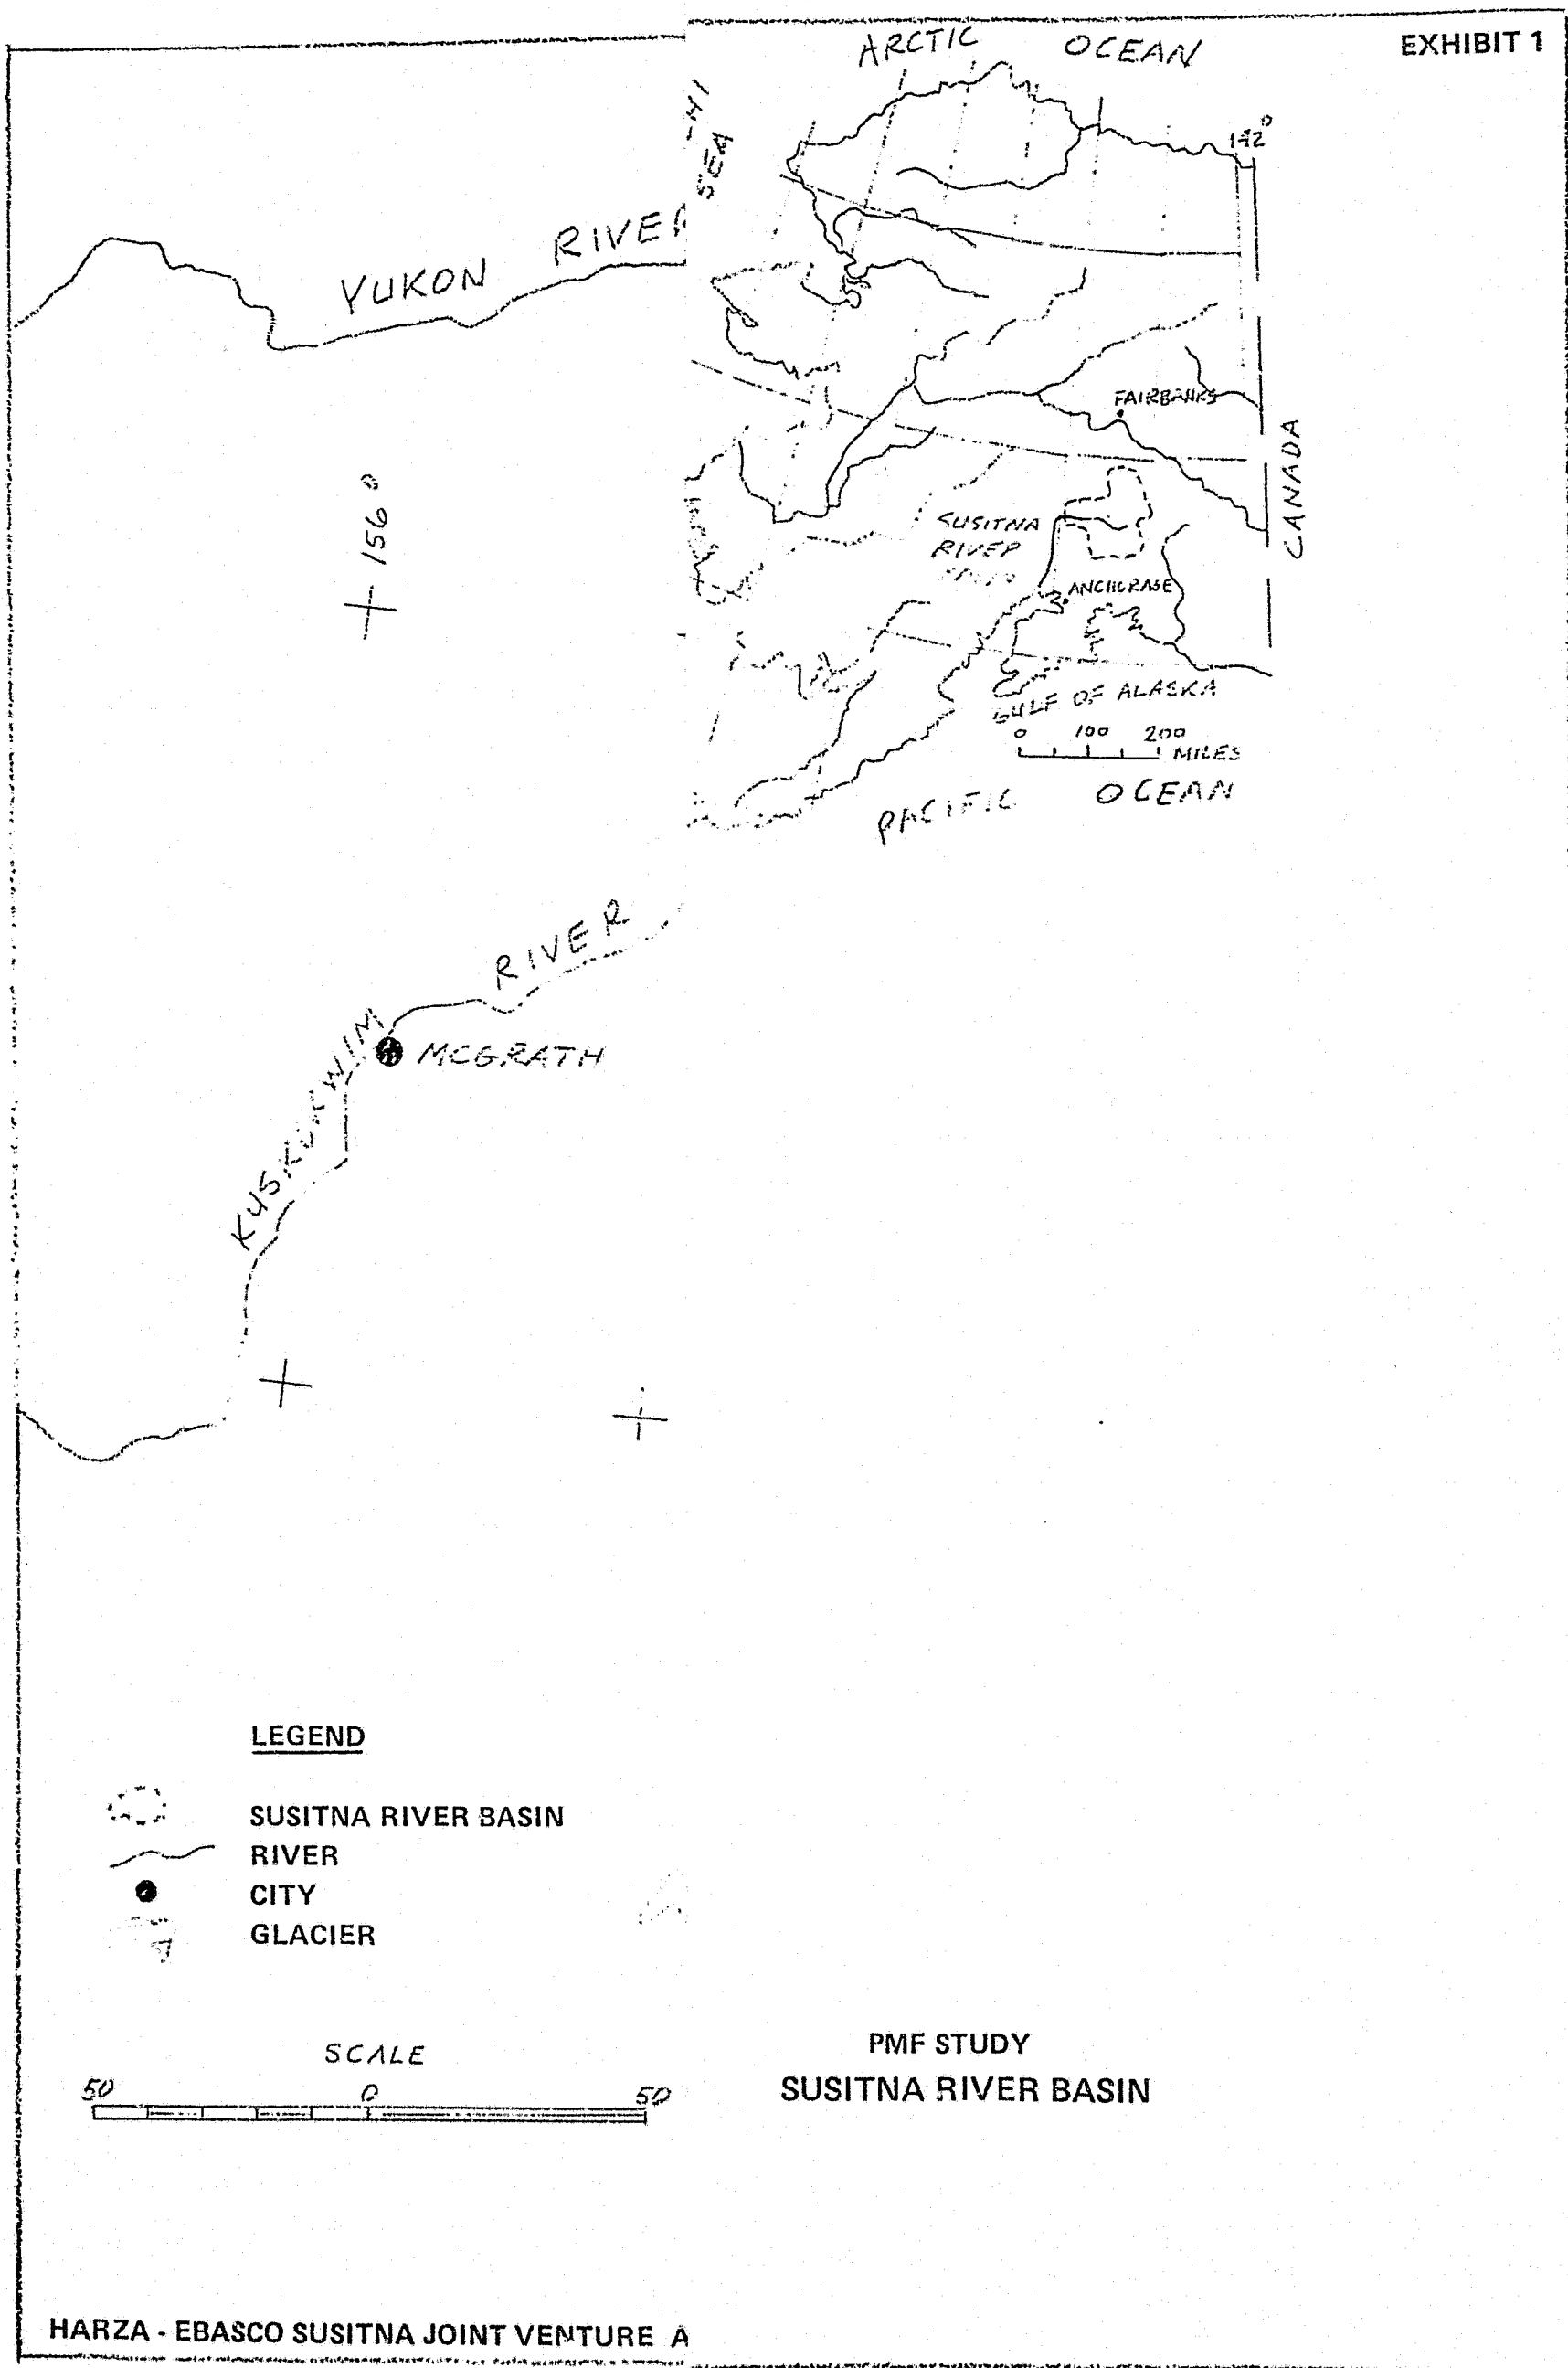 EXHIBIT 1
ARCTIC OCEAN
SEA
142°
YUKON RIVER
FAIRBANKS
CANADA
156°
SUSITNA
RIVER
ANCHORAGE
GULF OF ALASKA
0 100 200
MILES
PACIFIC OCEAN
KUSKOKWIM RIVER
MCGRATH
LEGEND
SUSITNA RIVER BASIN
RIVER
CITY
GLACIER
SCALE
50 0 50
PMF STUDY
SUSITNA RIVER BASIN
HARZA - EBASCO SUSITNA JOINT VENTURE A